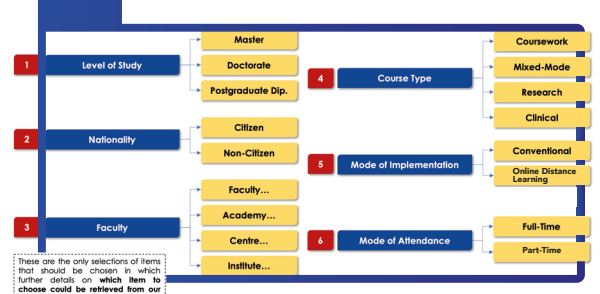 1
Level of Study
Master
Doctorate
Postgraduate Dip.
2
Nationality
Citizen
Non-Citizen
3
Faculty
Faculty...
Academy...
Centre...
Institute...
4
Course Type
Coursework
Mixed-Mode
Research
Clinical
5
Mode of Implementation
Conventional
Online Distance
Learning
6
Mode of Attendance
Full-Time
Part-Time
These are the only selections of items
that should be chosen in which
further details on which item to
choose could be retrieved from our